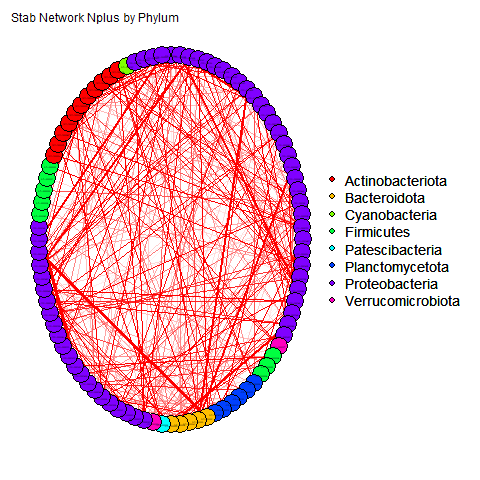 Stab Network Nplus by Phylum
Actinobacteriota
Bacteroidota
Cyanobacteria
Firmicutes
Patescibacteria
Planctomycetota
Proteobacteria
Verrucomicrobiota